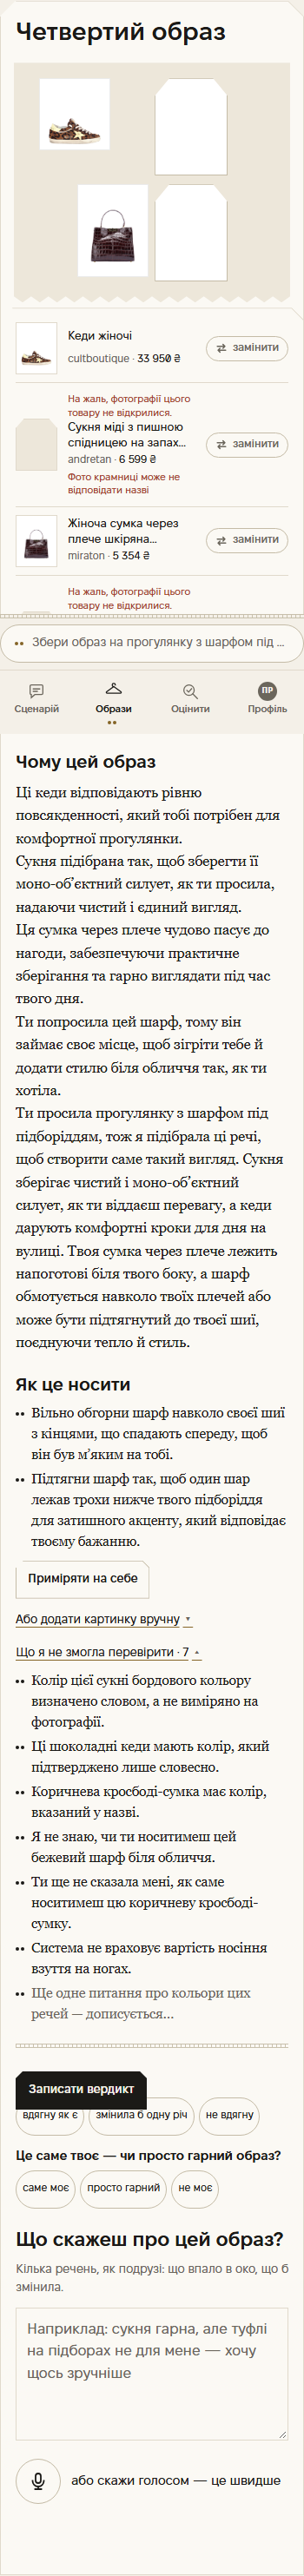 Четвертий образ
Кеди жіночі
cultboutique · 33 950 ₴
замінити
На жаль, фотографії цього
товару не відкрилися.
Сукня міді з пишною
спідницею на запах…
andretan · 6 599 ₴
Фото крамниці може не
відповідати назві
замінити
Жіноча сумка через
плече шкіряна…
miraton · 5 354 ₴
замінити
На жаль, фотографії цього
товару не відкрилися.
Збери образ на прогулянку з шарфом під ...
Сценарій
Образи
Оцінити
ПР
Профіль
Чому цей образ
Ці кеди відповідають рівню
повсякденності, який тобі потрібен для
комфортної прогулянки.
Сукня підібрана так, щоб зберегти її
моно-об’єктний силует, як ти просила,
надаючи чистий і єдиний вигляд.
Ця сумка через плече чудово пасує до
нагоди, забезпечуючи практичне
зберігання та гарно виглядати під час
твого дня.
Ти попросила цей шарф, тому він
займає своє місце, щоб зігріти тебе й
додати стилю біля обличчя так, як ти
хотіла.
Ти просила прогулянку з шарфом під
підборіддям, тож я підібрала ці речі,
щоб створити саме такий вигляд. Сукня
зберігає чистий і моно-об’єктний
силует, як ти віддаєш перевагу, а кеди
дарують комфортні кроки для дня на
вулиці. Твоя сумка через плече лежить
напоготові біля твого боку, а шарф
обмотується навколо твоїх плечей або
може бути підтягнутий до твоєї шиї,
поєднуючи тепло й стиль.
Як це носити
Вільно обгорни шарф навколо своєї шиї
з кінцями, що спадають спереду, щоб
він був м’яким на тобі.
Підтягни шарф так, щоб один шар
лежав трохи нижче твого підборіддя
для затишного акценту, який відповідає
твоєму бажанню.
Приміряти на себе
Або додати картинку вручну
Що я не змогла перевірити · 7
Колір цієї сукні бордового кольору
визначено словом, а не виміряно на
фотографії.
Ці шоколадні кеди мають колір, який
підтверджено лише словесно.
Коричнева кросбоді-сумка має колір,
вказаний у назві.
Я не знаю, чи ти носитимеш цей
бежевий шарф біля обличчя.
Ти ще не сказала мені, як саме
носитимеш цю коричневу кросбоді-
сумку.
Система не враховує вартість носіння
взуття на ногах.
Ще одне питання про кольори цих
речей — дописується…
Записати вердикт
вдягну як є
змінила б одну річ
не вдягну
Це саме твоє — чи просто гарний образ?
саме моє
просто гарний
не моє
Що скажеш про цей образ?
Кілька речень, як подрузі: що впало в око, що б
змінила.
Наприклад: сукня гарна, але туфлі
на підборах не для мене — хочу
щось зручніше
або скажи голосом — це швидше